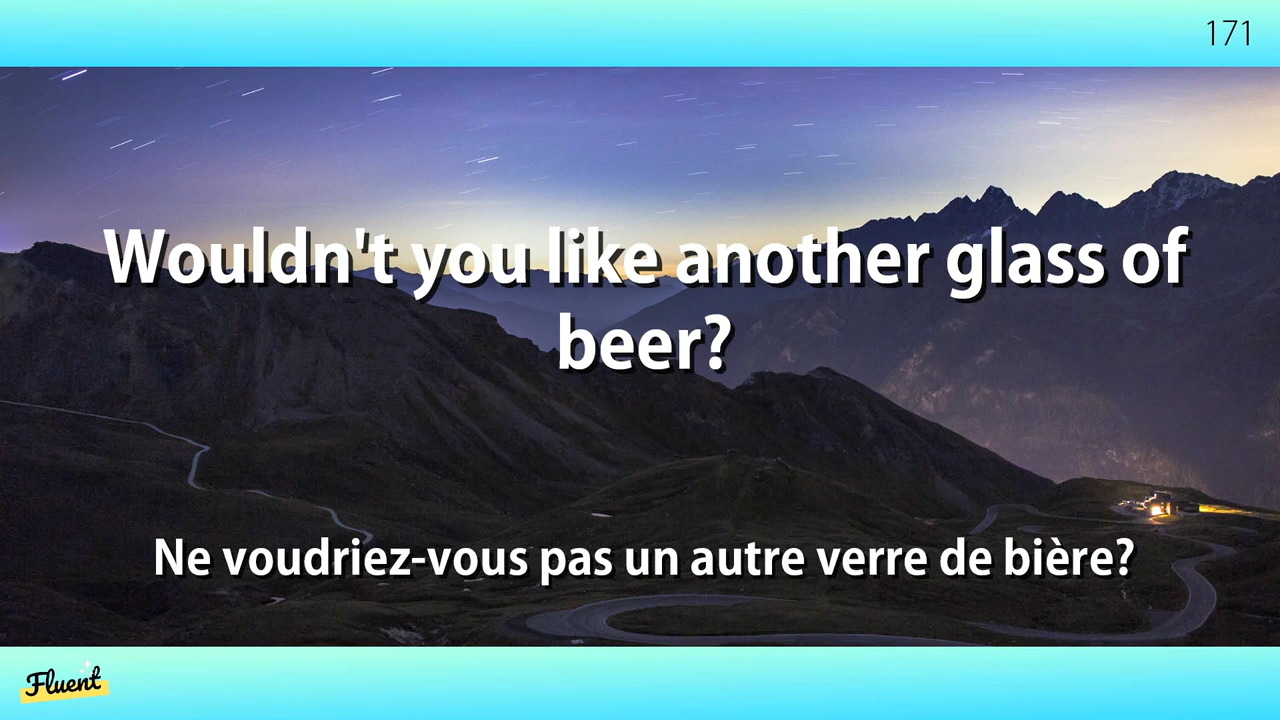 171
Wouldn't you like another glass of
beer?
Ne voudriez-vous pas un autre verre de bière?
Fluent